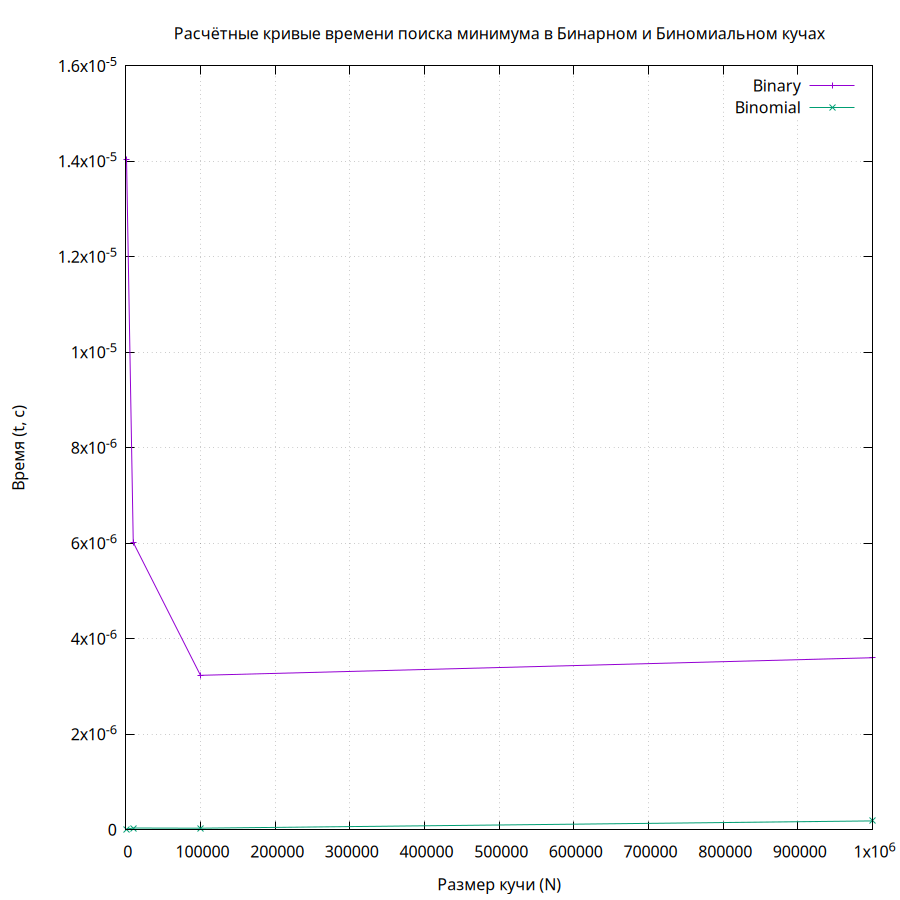 Расчётные кривые времени поиска минимума в Бинарном и Биномиальном кучах
1.6x10⁻⁵
Binary
Binomial
1.4x10⁻⁵
1.2x10⁻⁵
1x10⁻⁵
8x10⁻⁶
Время (t, с)
6x10⁻⁶
4x10⁻⁶
2x10⁻⁶
0
0 100000 200000 300000 400000 500000 600000 700000 800000 900000 1x10⁶
Размер кучи (N)